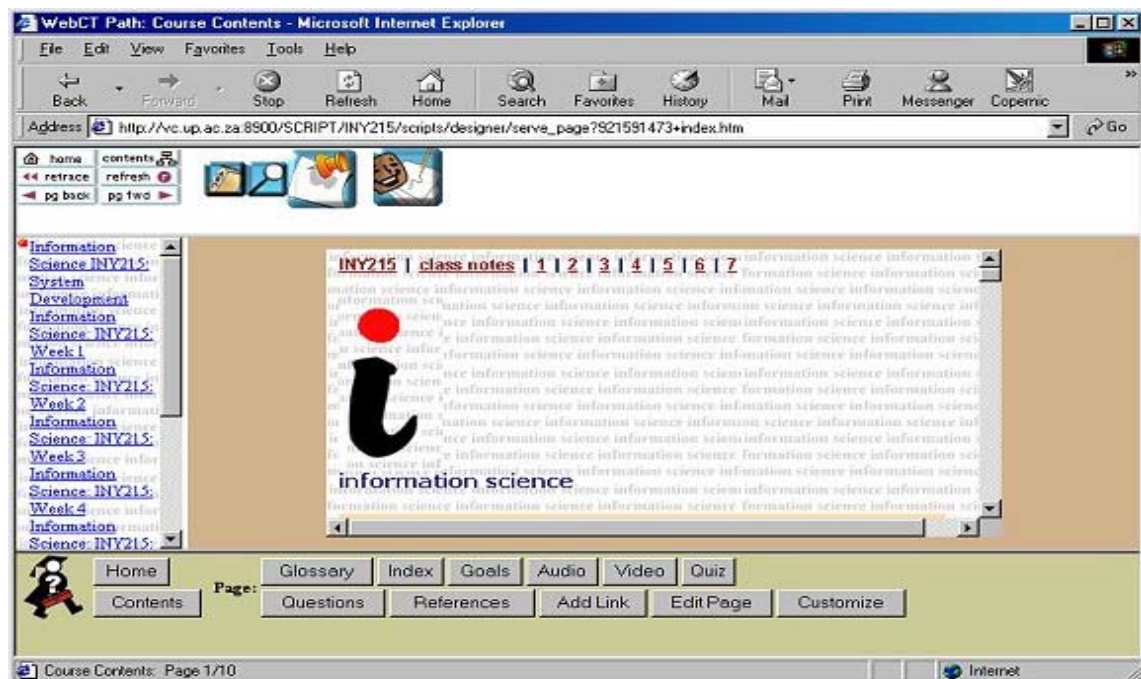 WebCT Path: Course Contents - Microsoft Internet Explorer
File Edit View Favorites Tools Help
Back Forward Stop Refresh Home Search Favorites History Mail Print Messenger Copernic
Address http://vc.up.ac.za:8900/SCRIPT/INY215/scripts/designer/serve_page?921591473+index.htm Go
home contents
retrace refresh
pg back pg fwd
Information
Science INY215:
System
Development
Information
Science: INY215:
Week 1
Information
Science: INY215:
Week 2
Information
Science: INY215:
Week 3
Information
Science: INY215:
Week 4
Information
Science: INY215:
INY215 | class notes | 1 | 2 | 3 | 4 | 5 | 6 | 7
i
information science
Home Page: Glossary Index Goals Audio Video Quiz
Contents Questions References Add Link Edit Page Customize
Course Contents: Page 1/10 Internet